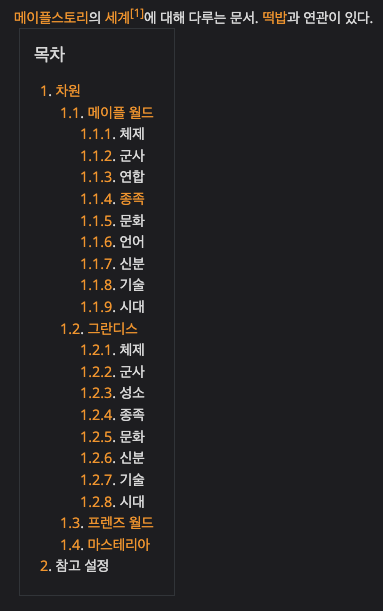 메이플스토리의 세계[1]에 대해 다루는 문서. 떡밥과 연관이 있다.
목차
1. 차원
1.1. 메이플 월드
1.1.1. 체제
1.1.2. 군사
1.1.3. 연합
1.1.4. 종족
1.1.5. 문화
1.1.6. 언어
1.1.7. 신분
1.1.8. 기술
1.1.9. 시대
1.2. 그란디스
1.2.1. 체제
1.2.2. 군사
1.2.3. 성소
1.2.4. 종족
1.2.5. 문화
1.2.6. 신분
1.2.7. 기술
1.2.8. 시대
1.3. 프렌즈 월드
1.4. 마스테리아
2. 참고 설정